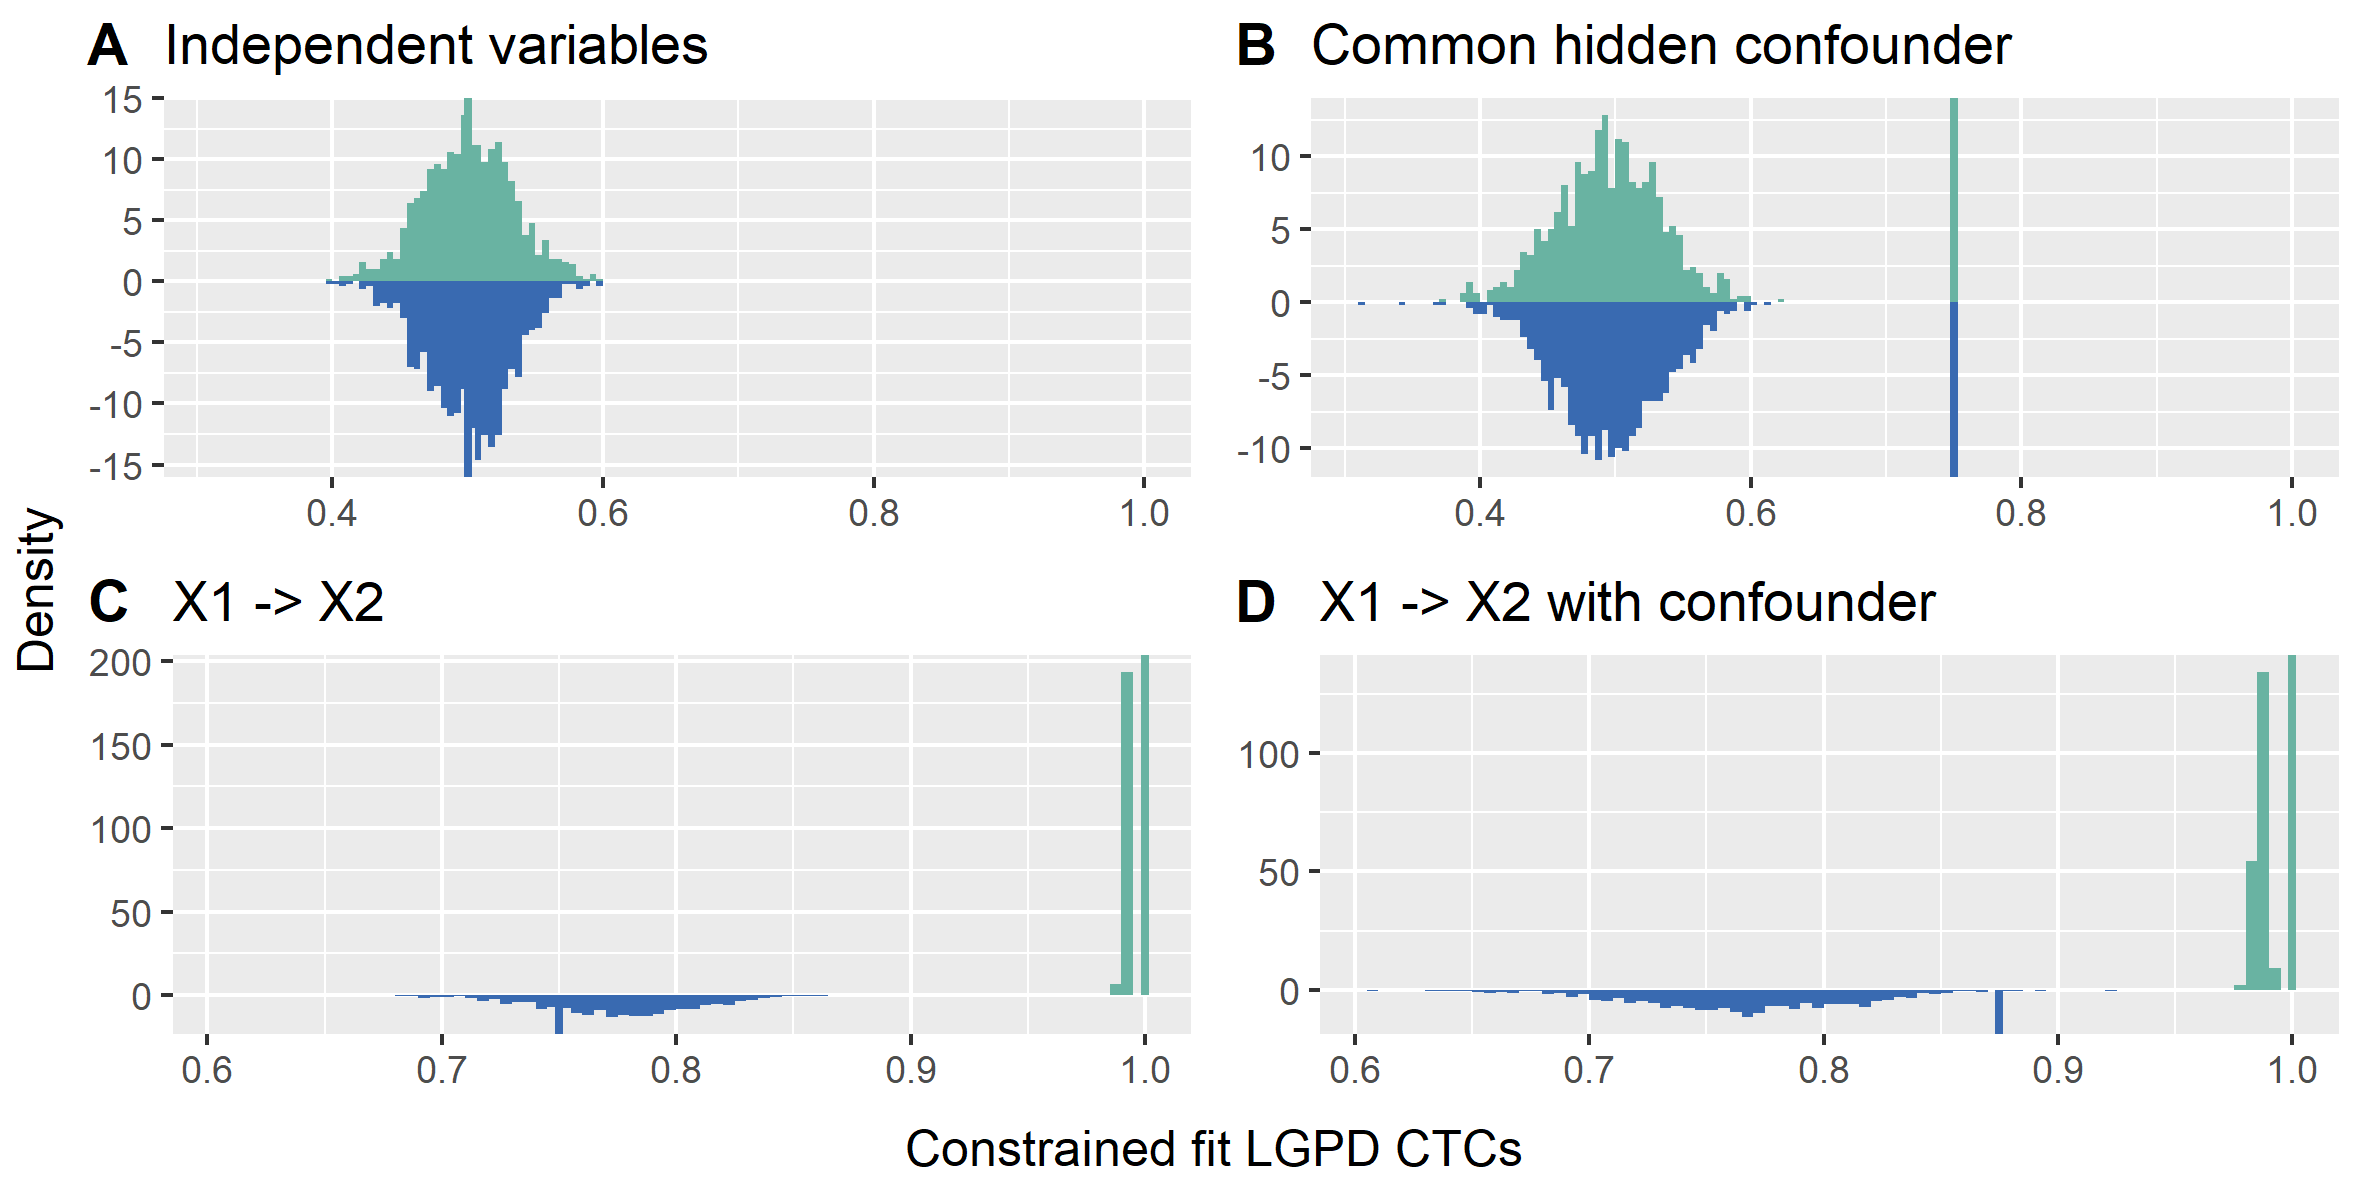 A Independent variables
15
10
5
0
-5
-10
-15
0.4 0.6 0.8 1.0
B Common hidden confounder
10
5
0
-5
-10
0.4 0.6 0.8 1.0
Density
C X1 -> X2
200
150
100
50
0
0.6 0.7 0.8 0.9 1.0
D X1 -> X2 with confounder
100
50
0
0.6 0.7 0.8 0.9 1.0
Constrained fit LGPD CTCs